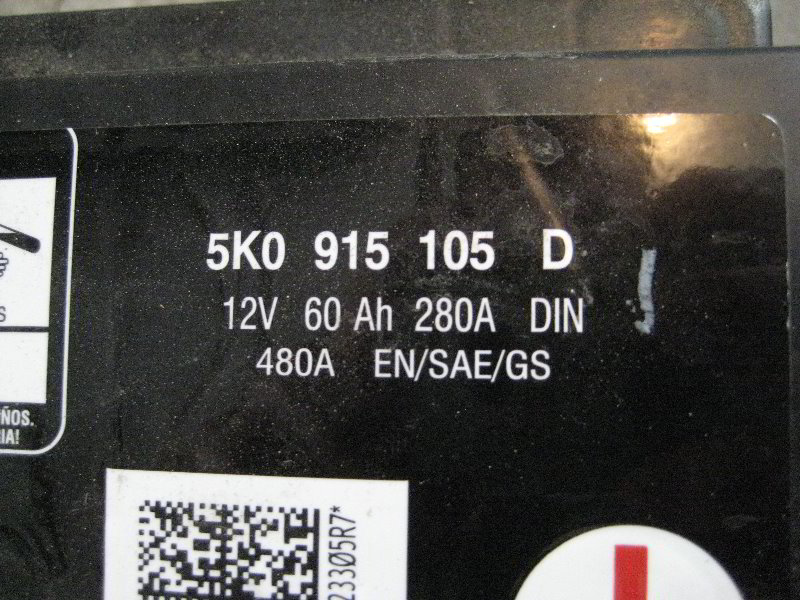 5K0 915 105 D
12V 60 Ah 280A DIN
480A EN/SAE/GS